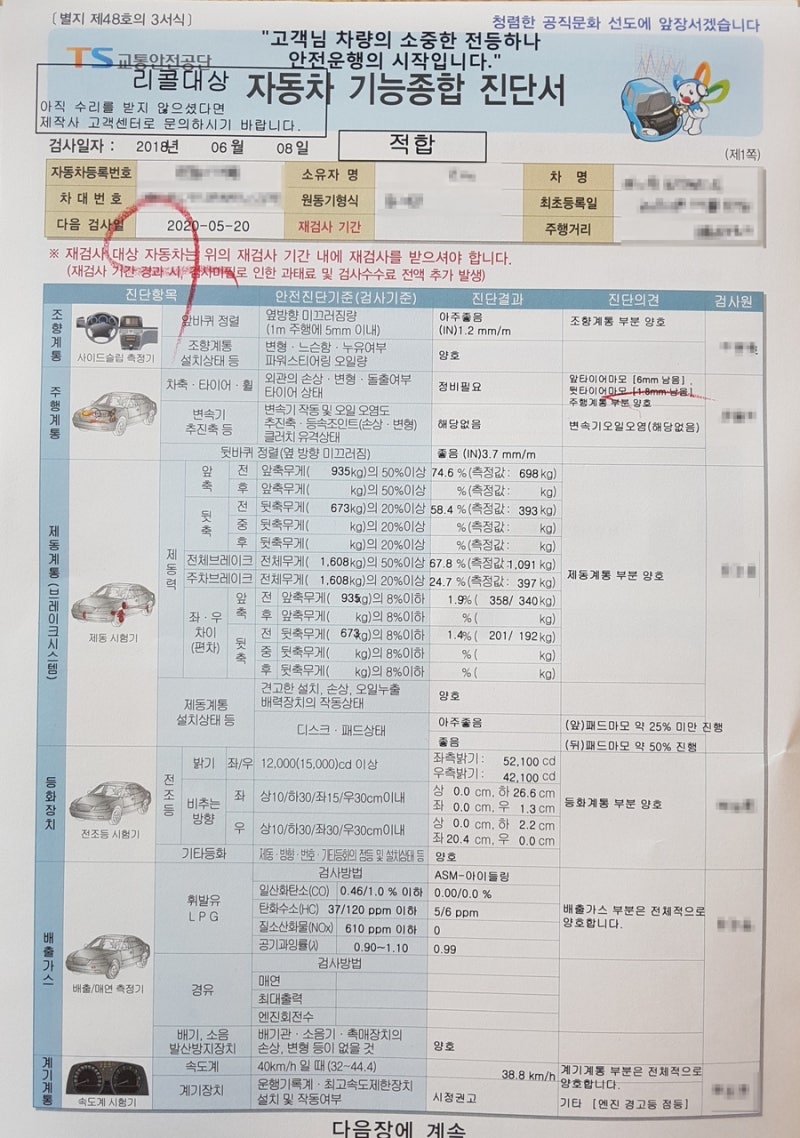 [별지 제48호의 3서식]
청렴한 공직문화 선도에 앞장서겠습니다
"고객님 차량의 소중한 전등하나
안전운행의 시작입니다."
TS교통안전공단
리콜대상
자동차 기능종합 진단서
아직 수리를 받지 않으셨다면
제작사 고객센터로 문의하시기 바랍니다.
검사일자 : 2018년 06월 08일
적합
(제1쪽)
자동차등록번호 소유자 명 차 명
차 대 번 호 원동기형식 최초등록일
다음 검사일 2020-05-20 재검사 기간 주행거리
※ 재검사 대상 자동차는 위의 재검사 기간 내에 재검사를 받으셔야 합니다.
(재검사 기간 경과 시, 검사미필로 인한 과태료 및 검사수수료 전액 추가 발생)
진단항목 안전진단기준(검사기준) 진단결과 진단의견 검사원
조향계통
사이드슬립 측정기
앞바퀴 정렬 옆방향 미끄러짐량 아주좋음 조향계통 부분 양호
(1m 주행에 5mm 이내) (IN)1.2 mm/m
조향계통 변형 · 느슨함 · 누유여부 양호
설치상태 등 파워스티어링 오일량
주행계통
차축 · 타이어 · 휠 외관의 손상 · 변형 · 돌출여부 정비필요 앞타이어마모 [6mm 남음] ,
타이어 상태 뒷타이어마모 [1.8mm 남음]
주행계통 부분 양호
변속기 변속기 작동 및 오일 오염도 해당없음 변속기오일오염(해당없음)
추진축 등 추진축 · 등속조인트(손상 · 변형)
클러치 유격상태
뒷바퀴 정렬(옆 방향 미끄러짐) 좋음 (IN)3.7 mm/m
제동계통(브레이크시스템)
제동 시험기
제동력
앞축 전 앞축무게( 935kg)의 50%이상 74.6 %(측정값: 698 kg)
후 앞축무게( kg)의 50%이상 %(측정값: kg)
뒷축 전 뒷축무게( 673kg)의 20%이상 58.4 %(측정값: 393 kg)
중 뒷축무게( kg)의 20%이상 %(측정값: kg)
후 뒷축무게( kg)의 20%이상 %(측정값: kg)
전체브레이크 전체무게( 1,608kg)의 50%이상 67.8 %(측정값:1,091 kg) 제동계통 부분 양호
주차브레이크 전체무게( 1,608kg)의 20%이상 24.7 %(측정값: 397 kg)
좌 · 우 차이 (편차)
앞축 전 앞축무게( 935kg)의 8%이하 1.9%( 358/ 340kg)
후 앞축무게( kg)의 8%이하 %( kg)
뒷축 전 뒷축무게( 673kg)의 8%이하 1.4%( 201/ 192kg)
중 뒷축무게( kg)의 8%이하 %( kg)
후 뒷축무게( kg)의 8%이하 %( kg)
제동계통 견고한 설치, 손상, 오일누출 양호
설치상태 등 배력장치의 작동상태
디스크 · 패드상태 아주좋음 (앞)패드마모 약 25% 미만 진행
좋음 (뒤)패드마모 약 50% 진행
등화장치
전조등 시험기
전조등
밝기 좌/우 12,000(15,000)cd 이상 좌측밝기 : 52,100 cd
우측밝기 : 42,100 cd
비추는 방향 좌 상10/하30/좌15/우30cm이내 상 0.0 cm, 하 26.6 cm 등화계통 부분 양호
좌 0.0 cm, 우 1.3 cm
우 상10/하30/좌30/우30cm이내 상 0.0 cm, 하 2.2 cm
좌 20.4 cm, 우 0.0 cm
기타등화 제동 · 방향 · 번호 · 기타등화의 점등 및 설치상태 등 양호
배출가스
배출/매연 측정기
휘발유
L P G
검사방법 ASM-아이들링
일산화탄소(CO) 0.46/1.0 % 이하 0.00/0.0 %
탄화수소(HC) 37/120 ppm 이하 5/6 ppm 배출가스 부분은 전체적으로
양호합니다.
질소산화물(NOx) 610 ppm 이하 0
공기과잉률(λ) 0.90~1.10 0.99
경유 검사방법
매연
최대출력
엔진회전수
배기, 소음 배기관 · 소음기 · 촉매장치의 양호
발산방지장치 손상, 변형 등이 없을 것
계기계통
속도계 시험기
속도계 40km/h 일 때 (32~44.4) 38.8 km/h 계기계통 부분은 전체적으로
양호합니다.
계기장치 운행기록계 · 최고속도제한장치 시정권고 기타 [엔진 경고등 점등]
설치 및 작동여부
다음장에 계속